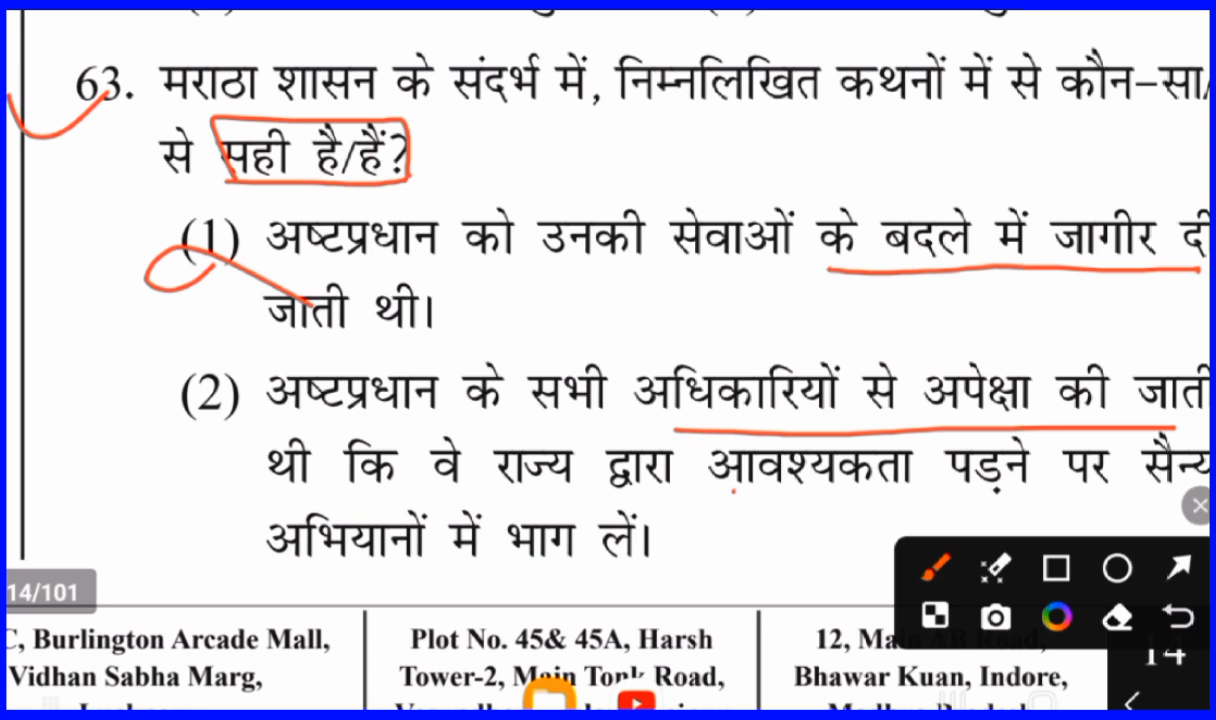 63. मराठा शासन के संदर्भ में, निम्नलिखित कथनों में से कौन-सा/
से सही है/हैं?
(1) अष्टप्रधान को उनकी सेवाओं के बदले में जागीर दी
जाती थी।
(2) अष्टप्रधान के सभी अधिकारियों से अपेक्षा की जाती
थी कि वे राज्य द्वारा आवश्यकता पड़ने पर सैन्य
अभियानों में भाग लें।
14/101
C, Burlington Arcade Mall,
Vidhan Sabha Marg,
Plot No. 45& 45A, Harsh
Tower-2, Main Tonk Road,
12, Main AB Road,
Bhawar Kuan, Indore,
14